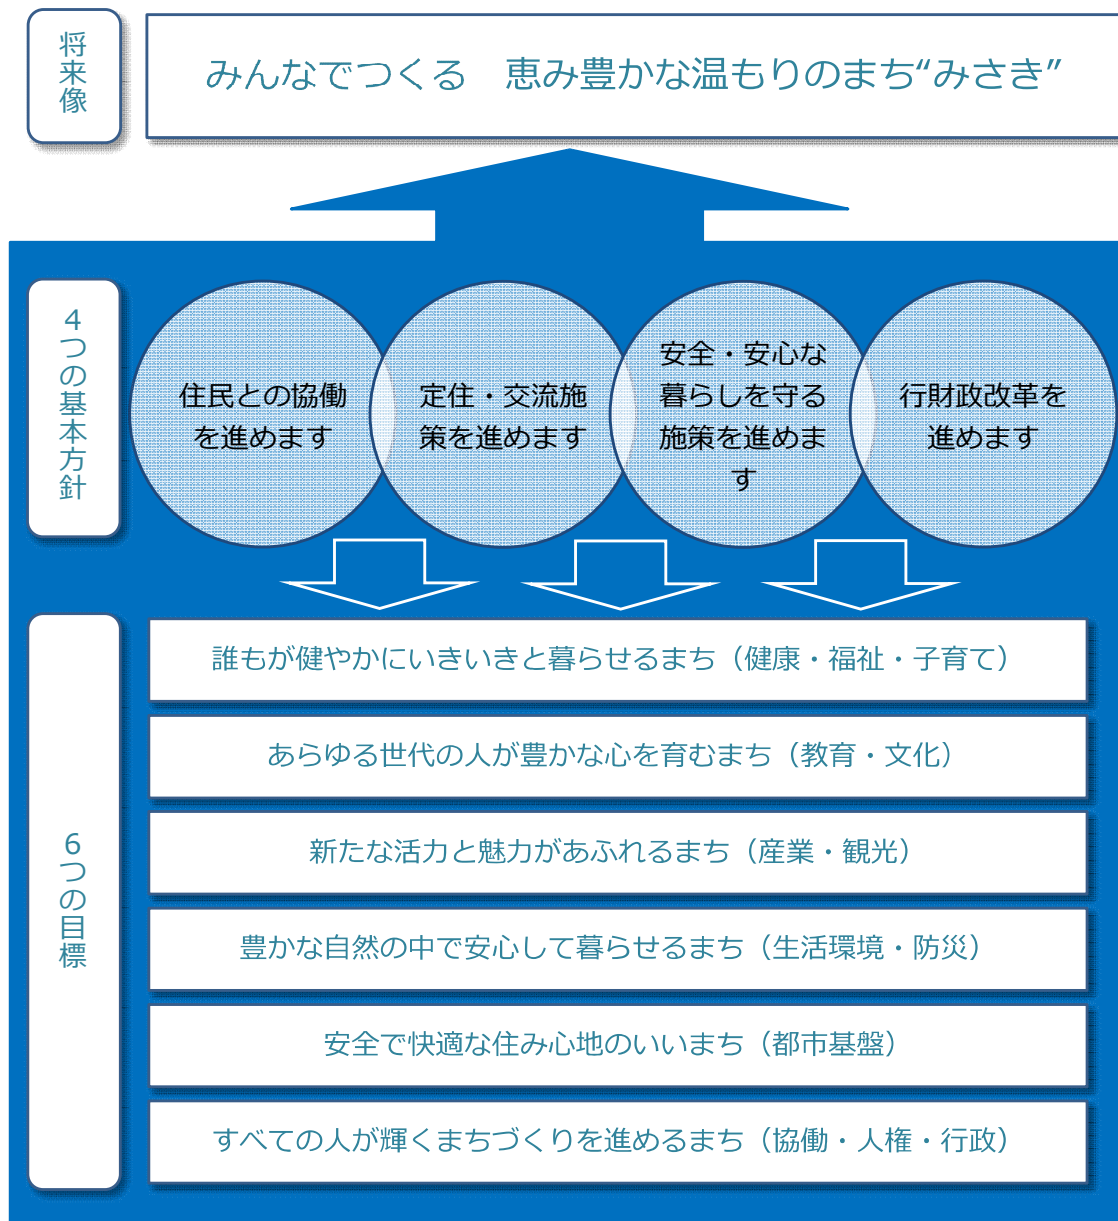 将来像
みんなでつくる　恵み豊かな温もりのまち“みさき”
4つの基本方針
住民との協働
を進めます
定住・交流施
策を進めます
安全・安心な
暮らしを守る
施策を進めま
す
行財政改革を
進めます
6つの目標
誰もが健やかにいきいきと暮らせるまち（健康・福祉・子育て）
あらゆる世代の人が豊かな心を育むまち（教育・文化）
新たな活力と魅力があふれるまち（産業・観光）
豊かな自然の中で安心して暮らせるまち（生活環境・防災）
安全で快適な住み心地のいいまち（都市基盤）
すべての人が輝くまちづくりを進めるまち（協働・人権・行政）